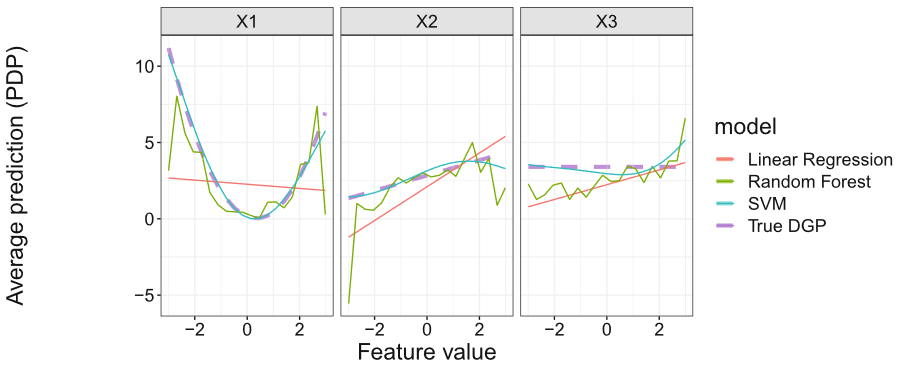 X1 X2 X3
Average prediction (PDP)
10
5
0
−5
−2 0 2 −2 0 2 −2 0 2
Feature value
model
Linear Regression
Random Forest
SVM
True DGP